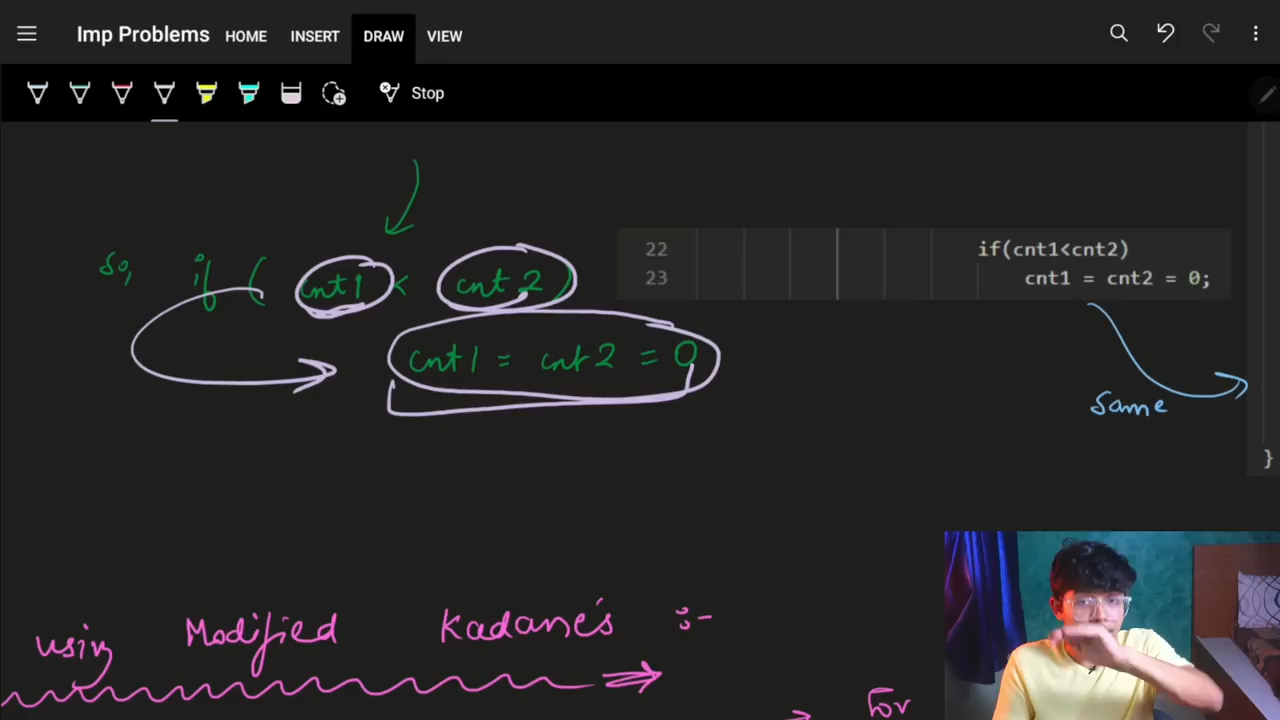 Imp Problems HOME INSERT DRAW VIEW
Stop
So, if ( cnt1 < cnt2 )
cnt1 = cnt2 = 0
22 if(cnt1<cnt2)
23 cnt1 = cnt2 = 0;
Same
}
using Modified Kadane's :-
For